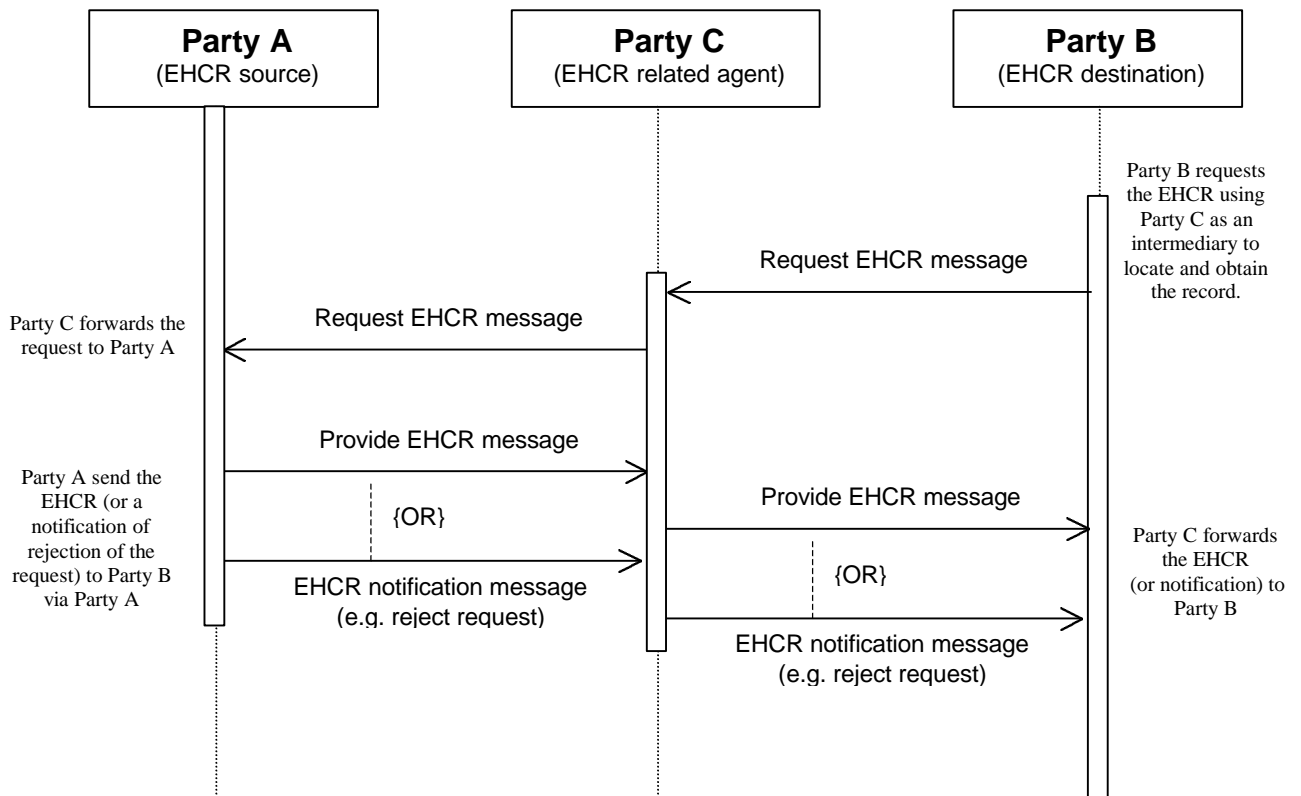 Party A
(EHCR source)
Party C
(EHCR related agent)
Party B
(EHCR destination)
Party B requests
the EHCR using
Party C as an
intermediary to
locate and obtain
the record.
Request EHCR message
Request EHCR message
Party C forwards the
request to Party A
Provide EHCR message
Party A send the
EHCR (or a
notification of
rejection of the
request) to Party B
via Party A
{OR}
EHCR notification message
(e.g. reject request)
Provide EHCR message
{OR}
EHCR notification message
(e.g. reject request)
Party C forwards
the EHCR
(or notification) to
Party B